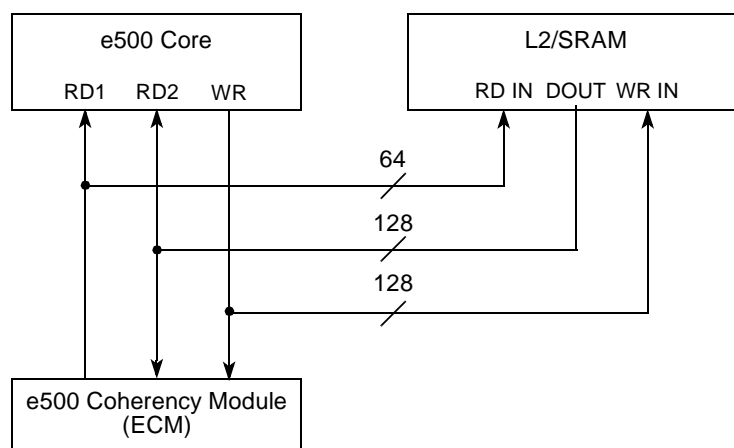 e500 Core
L2/SRAM
RD1 RD2 WR
RD IN DOUT WR IN
64
128
128
e500 Coherency Module
(ECM)